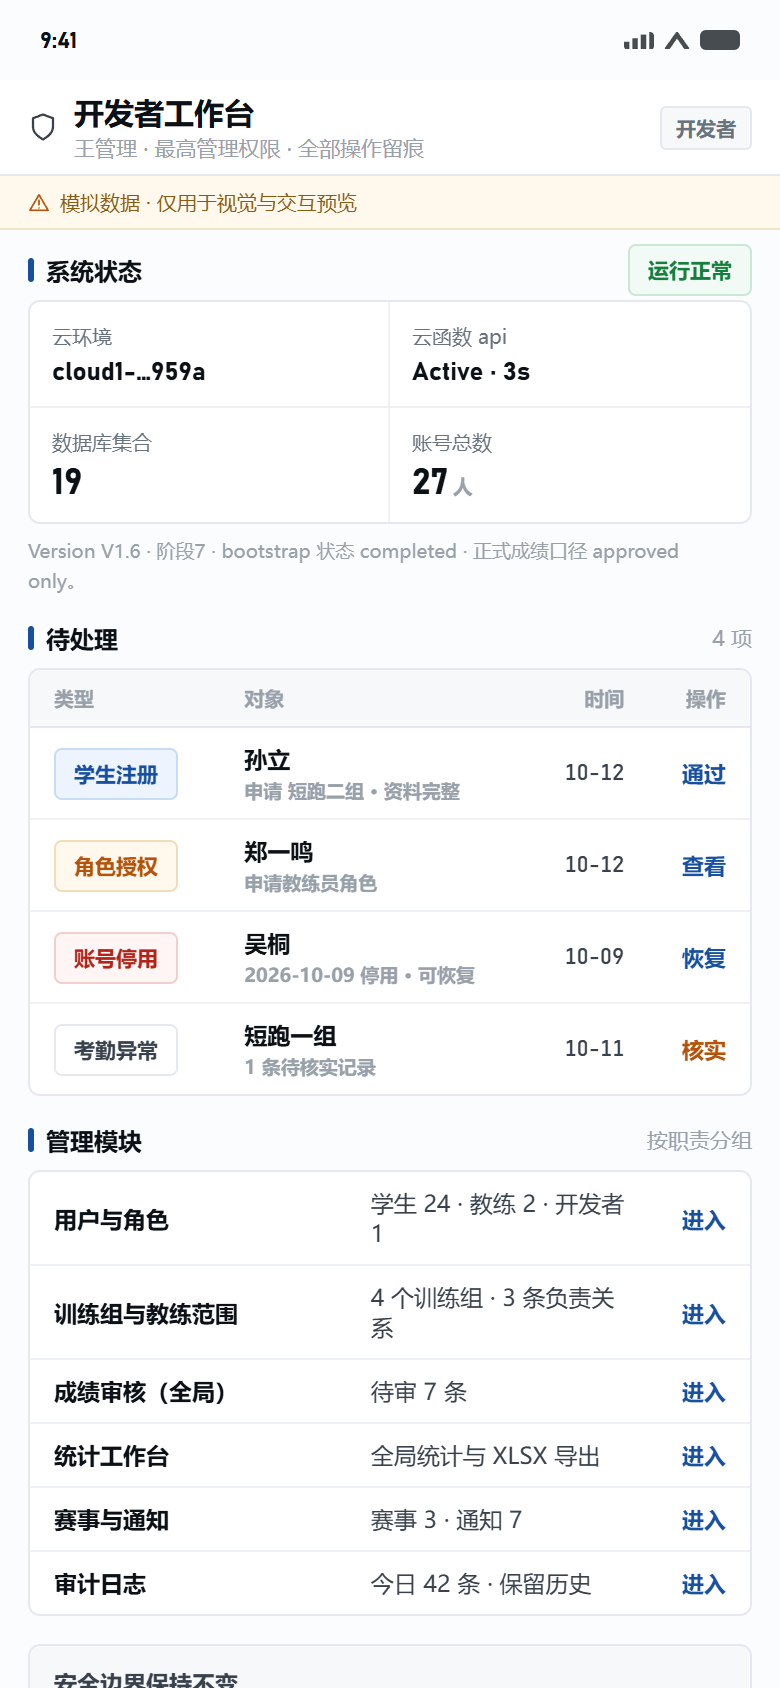 9:41
开发者工作台
王管理 · 最高管理权限 · 全部操作留痕
开发者
模拟数据 · 仅用于视觉与交互预览
系统状态
运行正常
云环境
cloud1-…959a
云函数 api
Active · 3s
数据库集合
19
账号总数
27 人
Version V1.6 · 阶段7 · bootstrap 状态 completed · 正式成绩口径 approved
only。
待处理
4 项
类型 对象 时间 操作
学生注册 孙立 10-12 通过
申请 短跑二组 • 资料完整
角色授权 郑一鸣 10-12 查看
申请教练员角色
账号停用 吴桐 10-09 恢复
2026-10-09 停用 • 可恢复
考勤异常 短跑一组 10-11 核实
1 条待核实记录
管理模块
按职责分组
用户与角色 学生 24 · 教练 2 · 开发者
1 进入
训练组与教练范围 4 个训练组 · 3 条负责关
系 进入
成绩审核（全局） 待审 7 条 进入
统计工作台 全局统计与 XLSX 导出 进入
赛事与通知 赛事 3 · 通知 7 进入
审计日志 今日 42 条 · 保留历史 进入
安全边界保持不变